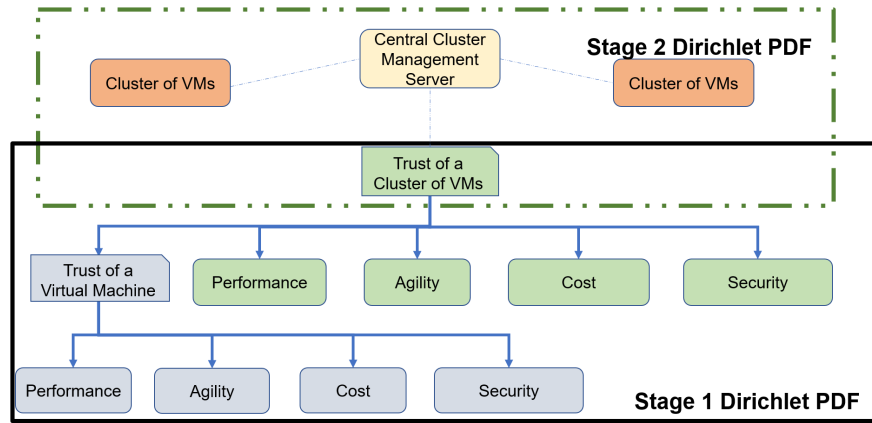 Central Cluster
Management
Server
Stage 2 Dirichlet PDF
Cluster of VMs
Cluster of VMs
Trust of a
Cluster of VMs
Trust of a
Virtual Machine
Performance
Agility
Cost
Security
Performance
Agility
Cost
Security
Stage 1 Dirichlet PDF